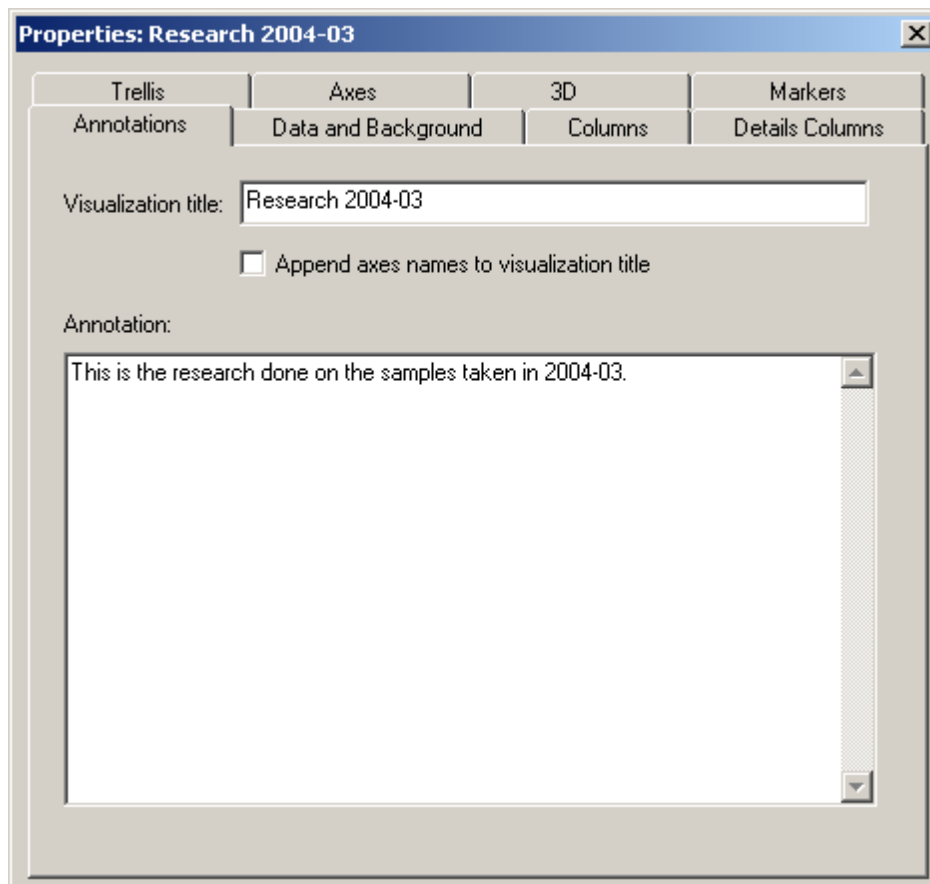 Properties: Research 2004-03
Trellis Axes 3D Markers
Annotations Data and Background Columns Details Columns
Visualization title: Research 2004-03
Append axes names to visualization title
Annotation:
This is the research done on the samples taken in 2004-03.